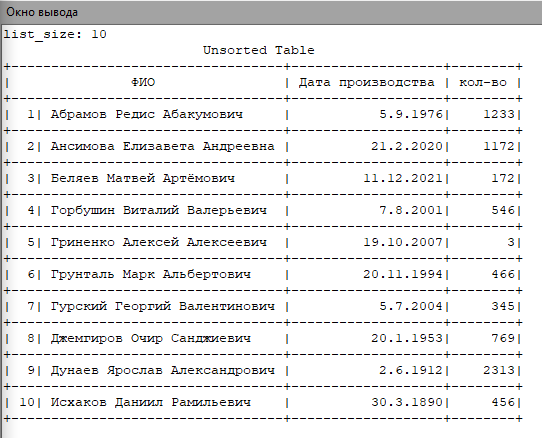 Окно вывода
list_size: 10
Unsorted Table
+-----------------------------------+-------------------+--------+
| ФИО | Дата производства | кол-во |
+-----------------------------------+-------------------+--------+
| 1| Абрамов Редис Абакумович | 5.9.1976| 1233|
+-----------------------------------+-------------------+--------+
| 2| Ансимова Елизавета Андреевна | 21.2.2020| 1172|
+-----------------------------------+-------------------+--------+
| 3| Беляев Матвей Артёмович | 11.12.2021| 172|
+-----------------------------------+-------------------+--------+
| 4| Горбушин Виталий Валерьевич | 7.8.2001| 546|
+-----------------------------------+-------------------+--------+
| 5| Гриненко Алексей Алексеевич | 19.10.2007| 3|
+-----------------------------------+-------------------+--------+
| 6| Грунталь Марк Альбертович | 20.11.1994| 466|
+-----------------------------------+-------------------+--------+
| 7| Гурский Георгий Валентинович | 5.7.2004| 345|
+-----------------------------------+-------------------+--------+
| 8| Джемгиров Очир Санджиевич | 20.1.1953| 769|
+-----------------------------------+-------------------+--------+
| 9| Дунаев Ярослав Александрович | 2.6.1912| 2313|
+-----------------------------------+-------------------+--------+
| 10| Исхаков Даниил Рамильевич | 30.3.1890| 456|
+-----------------------------------+-------------------+--------+